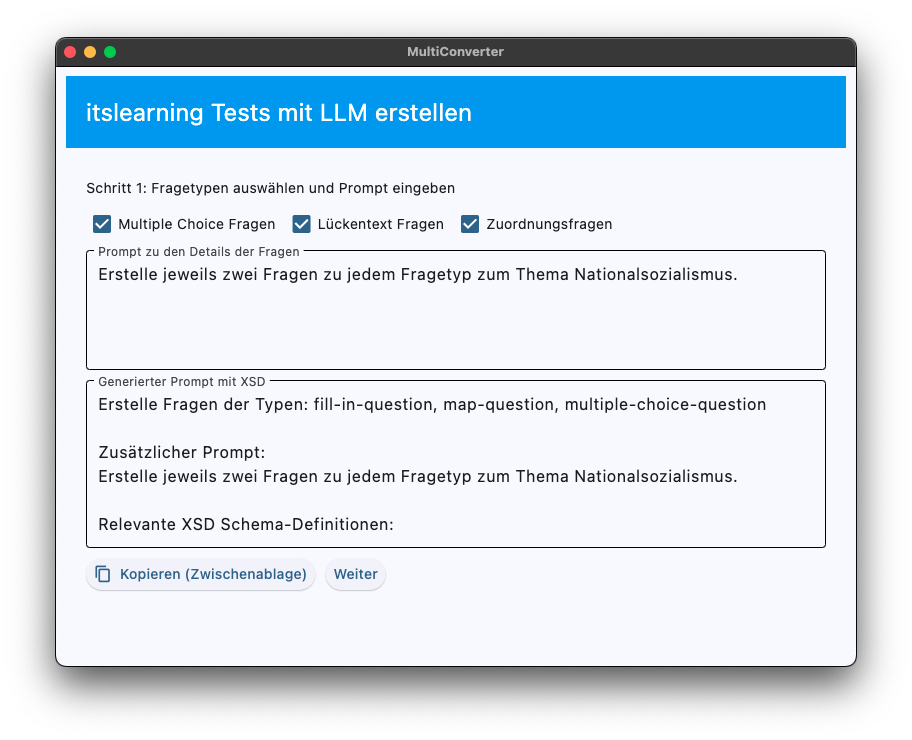 MultiConverter
itslearning Tests mit LLM erstellen
Schritt 1: Fragetypen auswählen und Prompt eingeben
Multiple Choice Fragen Lückentext Fragen Zuordnungsfragen
Prompt zu den Details der Fragen
Erstelle jeweils zwei Fragen zu jedem Fragetyp zum Thema Nationalsozialismus.
Generierter Prompt mit XSD
Erstelle Fragen der Typen: fill-in-question, map-question, multiple-choice-question
Zusätzlicher Prompt:
Erstelle jeweils zwei Fragen zu jedem Fragetyp zum Thema Nationalsozialismus.
Relevante XSD Schema-Definitionen:
Kopieren (Zwischenablage) Weiter